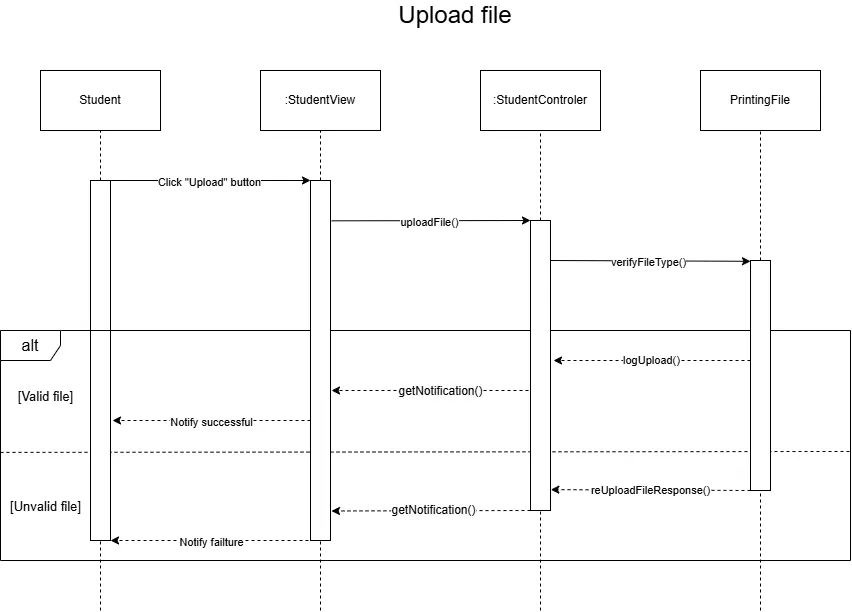 Upload file
Student
:StudentView
:StudentControler
PrintingFile
Click "Upload" button
uploadFile()
verifyFileType()
alt
logUpload()
[Valid file]
getNotification()
Notify successful
reUploadFileResponse()
[Unvalid file]
getNotification()
Notify failture